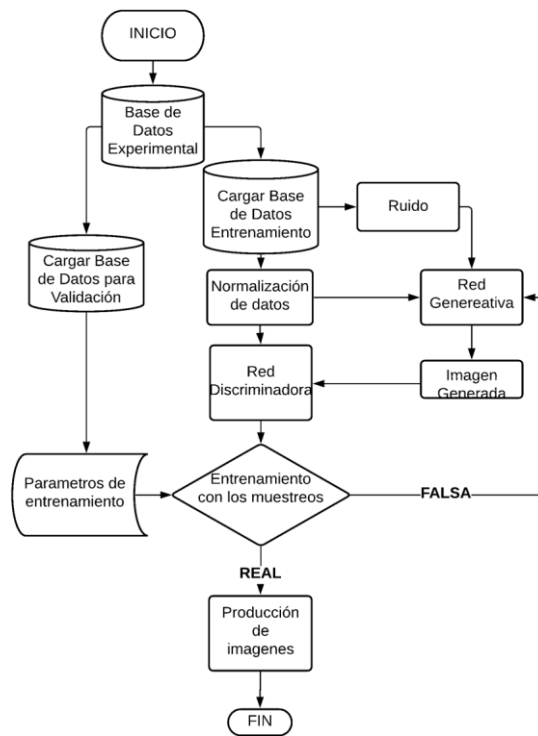 INICIO
Base de
Datos
Experimental
Cargar Base
de Datos
Entrenamiento
Ruido
Cargar Base
de Datos para
Validación
Normalización
de datos
Red
Genereativa
Red
Discriminadora
Imagen
Generada
Parametros de
entrenamiento
Entrenamiento
con los muestreos
FALSA
REAL
Producción
de
imagenes
FIN